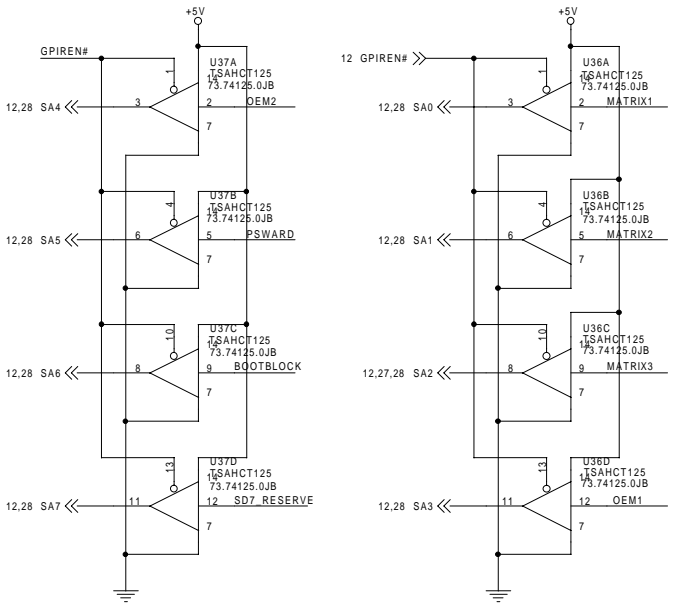 +5V
GPIREN#
U37A
TSAHCT125
73.74125.0JB
1
14
12,28 SA4
3
2
OEM2
7
U37B
TSAHCT125
73.74125.0JB
4
14
12,28 SA5
6
5
PSWARD
7
U37C
TSAHCT125
73.74125.0JB
10
14
12,28 SA6
8
9
BOOTBLOCK
7
U37D
TSAHCT125
73.74125.0JB
13
14
12,28 SA7
11
12
SD7_RESERVE
7
+5V
12 GPIREN#
U36A
TSAHCT125
73.74125.0JB
1
14
12,28 SA0
3
2
MATRIX1
7
U36B
TSAHCT125
73.74125.0JB
4
14
12,28 SA1
6
5
MATRIX2
7
U36C
TSAHCT125
73.74125.0JB
10
14
12,27,28 SA2
8
9
MATRIX3
7
U36D
TSAHCT125
73.74125.0JB
13
14
12,28 SA3
11
12
OEM1
7